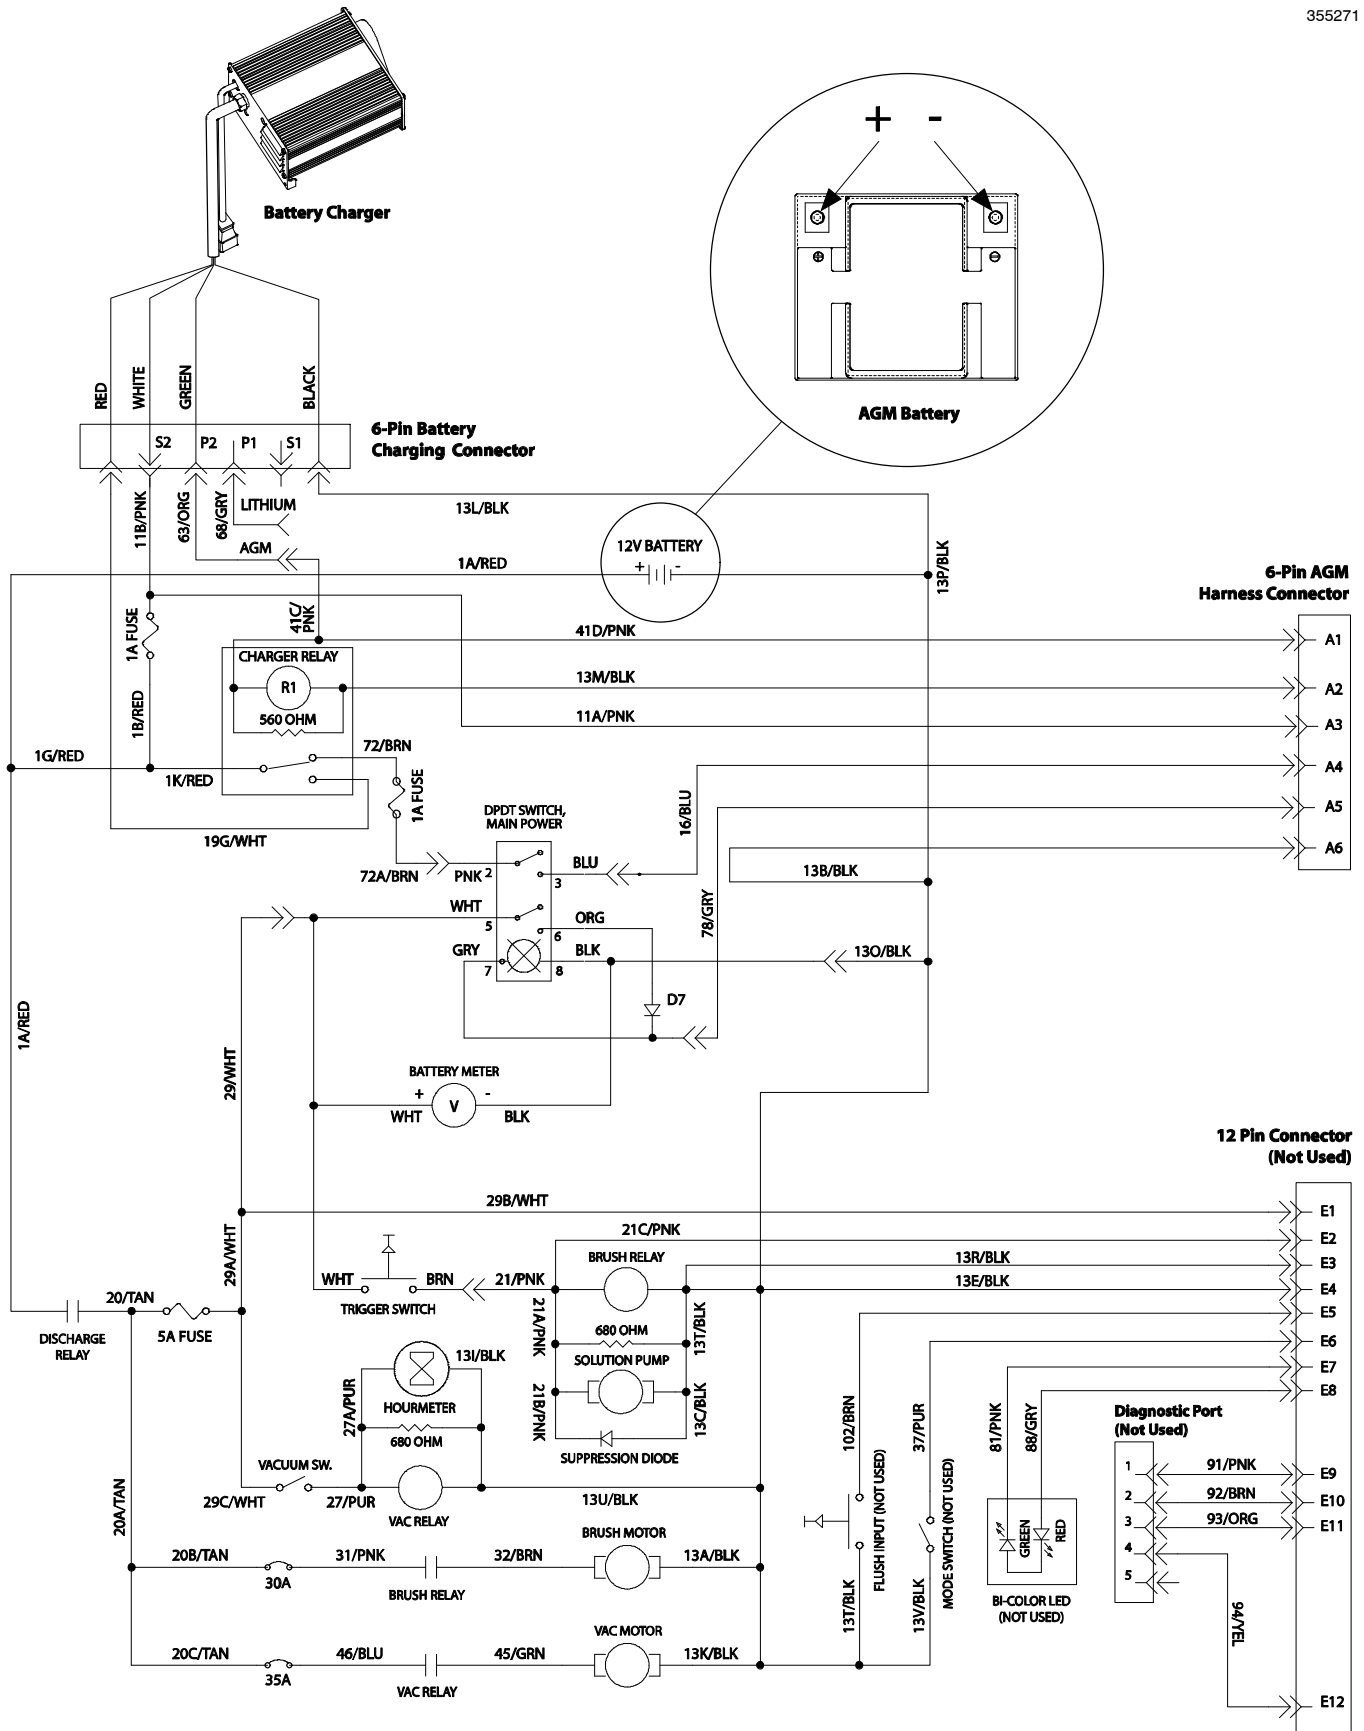 355271
Battery Charger
+ -
AGM Battery
RED
WHITE
GREEN
BLACK
6-Pin Battery
Charging Connector
S2
P2
P1
S1
11B/PNK
63/ORG
68/GRY
LITHIUM
AGM
13L/BLK
12V BATTERY
+ -
1A/RED
13P/BLK
6-Pin AGM
Harness Connector
1A FUSE
41C/
PNK
41D/PNK
A1
CHARGER RELAY
R1
560 OHM
13M/BLK
A2
11A/PNK
A3
1B/RED
1G/RED
1K/RED
72/BRN
1A FUSE
A4
16/BLU
A5
19G/WHT
DPDT SWITCH,
MAIN POWER
A6
13B/BLK
72A/BRN
PNK
2
3
BLU
78/GRY
WHT
5
6
ORG
GRY
7
8
BLK
13O/BLK
D7
1A/RED
29/WHT
BATTERY METER
+
V
-
WHT
BLK
12 Pin Connector
(Not Used)
29B/WHT
E1
21C/PNK
E2
29A/WHT
BRUSH RELAY
13R/BLK
E3
WHT
BRN
21/PNK
13E/BLK
E4
TRIGGER SWITCH
20/TAN
5A FUSE
DISCHARGE
RELAY
21A/PNK
680 OHM
13T/BLK
E5
E6
SOLUTION PUMP
E7
E8
13I/BLK
27A/PUR
HOURMETER
680 OHM
21B/PNK
13C/BLK
SUPPRESSION DIODE
102/BRN
37/PUR
81/PNK
88/GRY
Diagnostic Port
(Not Used)
1
91/PNK
E9
2
92/BRN
E10
3
93/ORG
E11
4
5
VACUUM SW.
29C/WHT
27/PUR
VAC RELAY
13U/BLK
20A/TAN
FLUSH INPUT (NOT USED)
MODE SWITCH (NOT USED)
GREEN
RED
BI-COLOR LED
(NOT USED)
BRUSH MOTOR
20B/TAN
31/PNK
32/BRN
13A/BLK
30A
BRUSH RELAY
13T/BLK
13V/BLK
94/YEL
VAC MOTOR
20C/TAN
46/BLU
45/GRN
13K/BLK
35A
VAC RELAY
E12